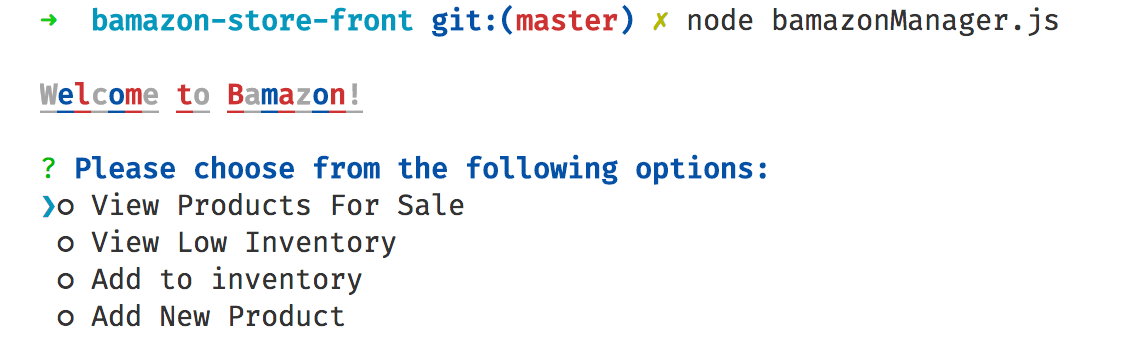 ➜  bamazon-store-front git:(master) ✗ node bamazonManager.js
Welcome to Bamazon!
? Please choose from the following options:
❯○ View Products For Sale
○ View Low Inventory
○ Add to inventory
○ Add New Product